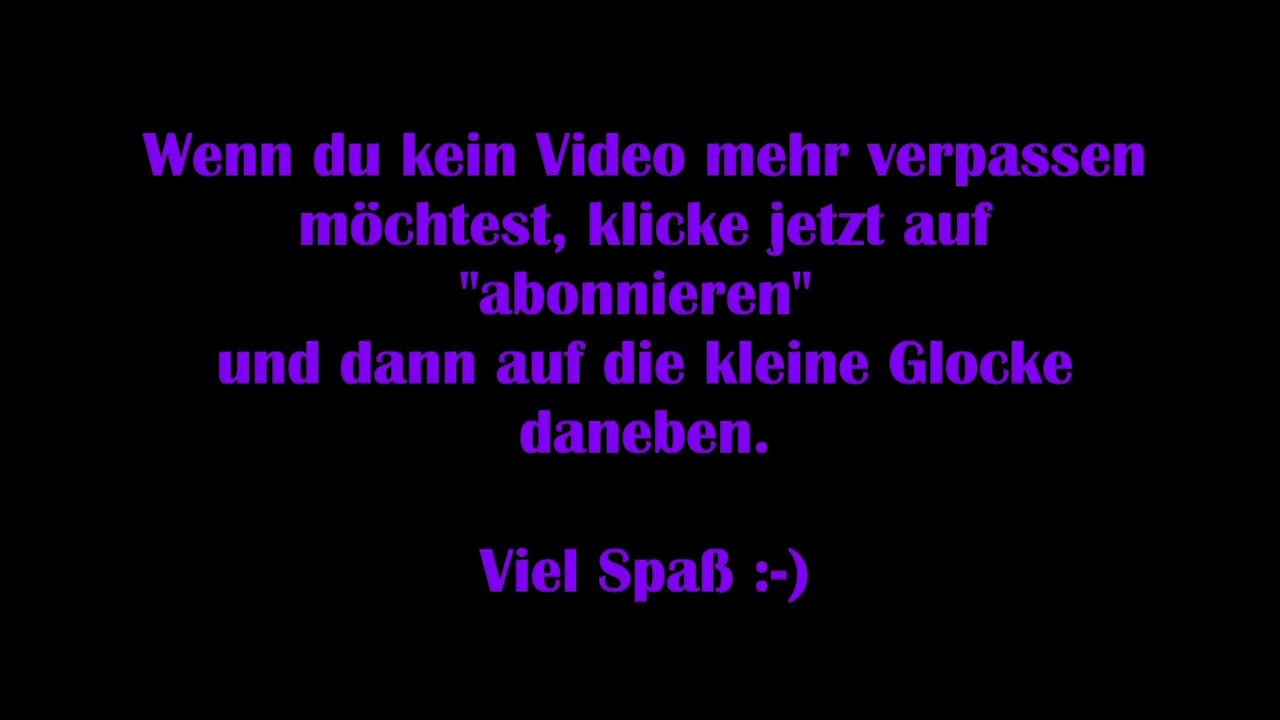 Wenn du kein Video mehr verpassen
möchtest, klicke jetzt auf
"abonnieren"
und dann auf die kleine Glocke
daneben.
Viel Spaß :-)